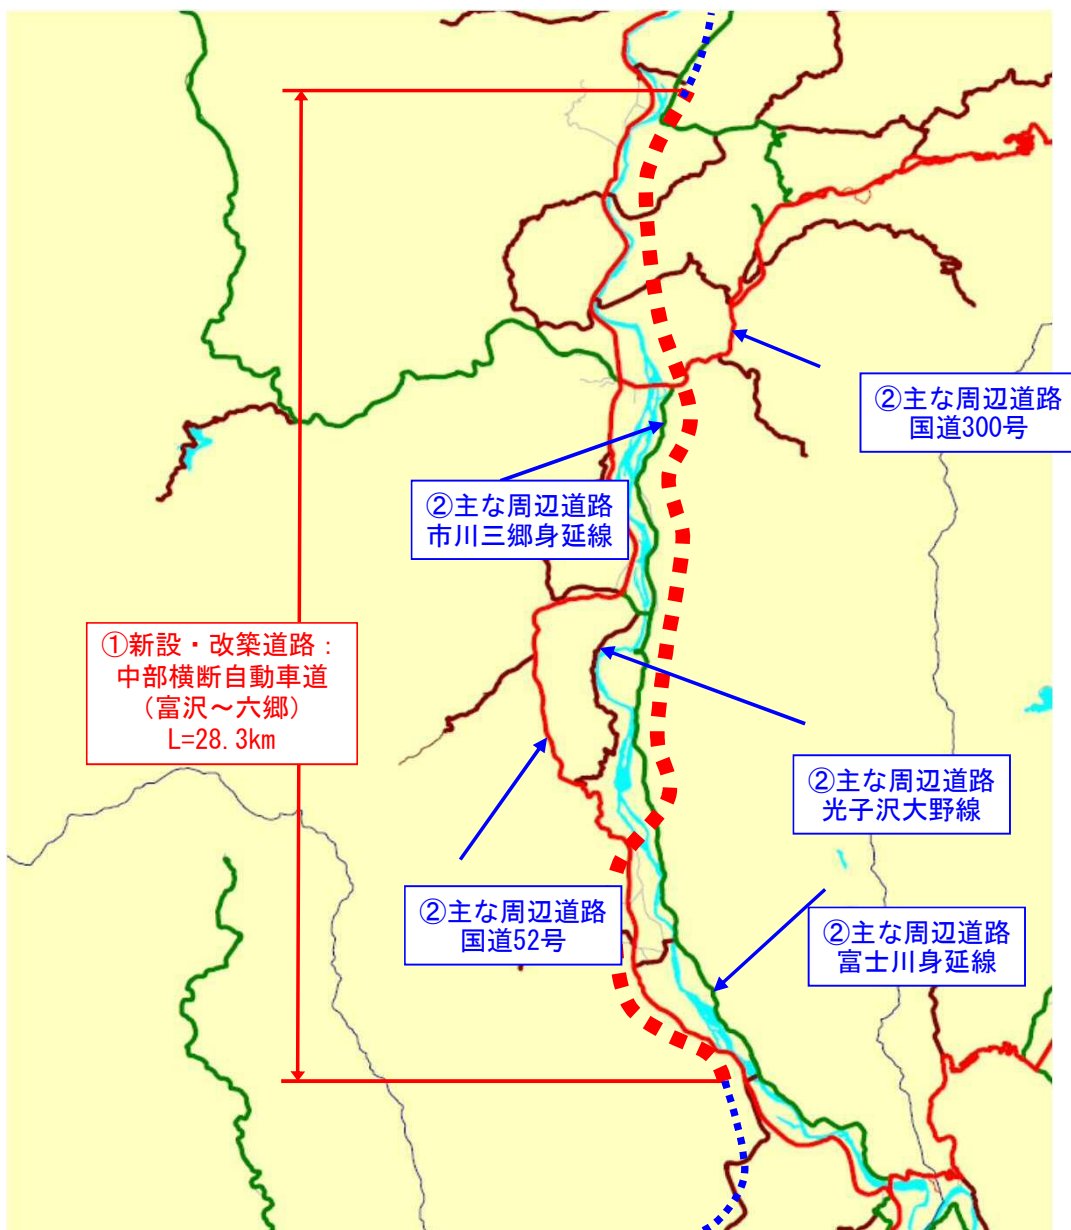 ②主な周辺道路
国道300号
②主な周辺道路
市川三郷身延線
①新設・改築道路：
中部横断自動車道
（富沢～六郷）
L=28.3km
②主な周辺道路
光子沢大野線
②主な周辺道路
国道52号
②主な周辺道路
富士川身延線